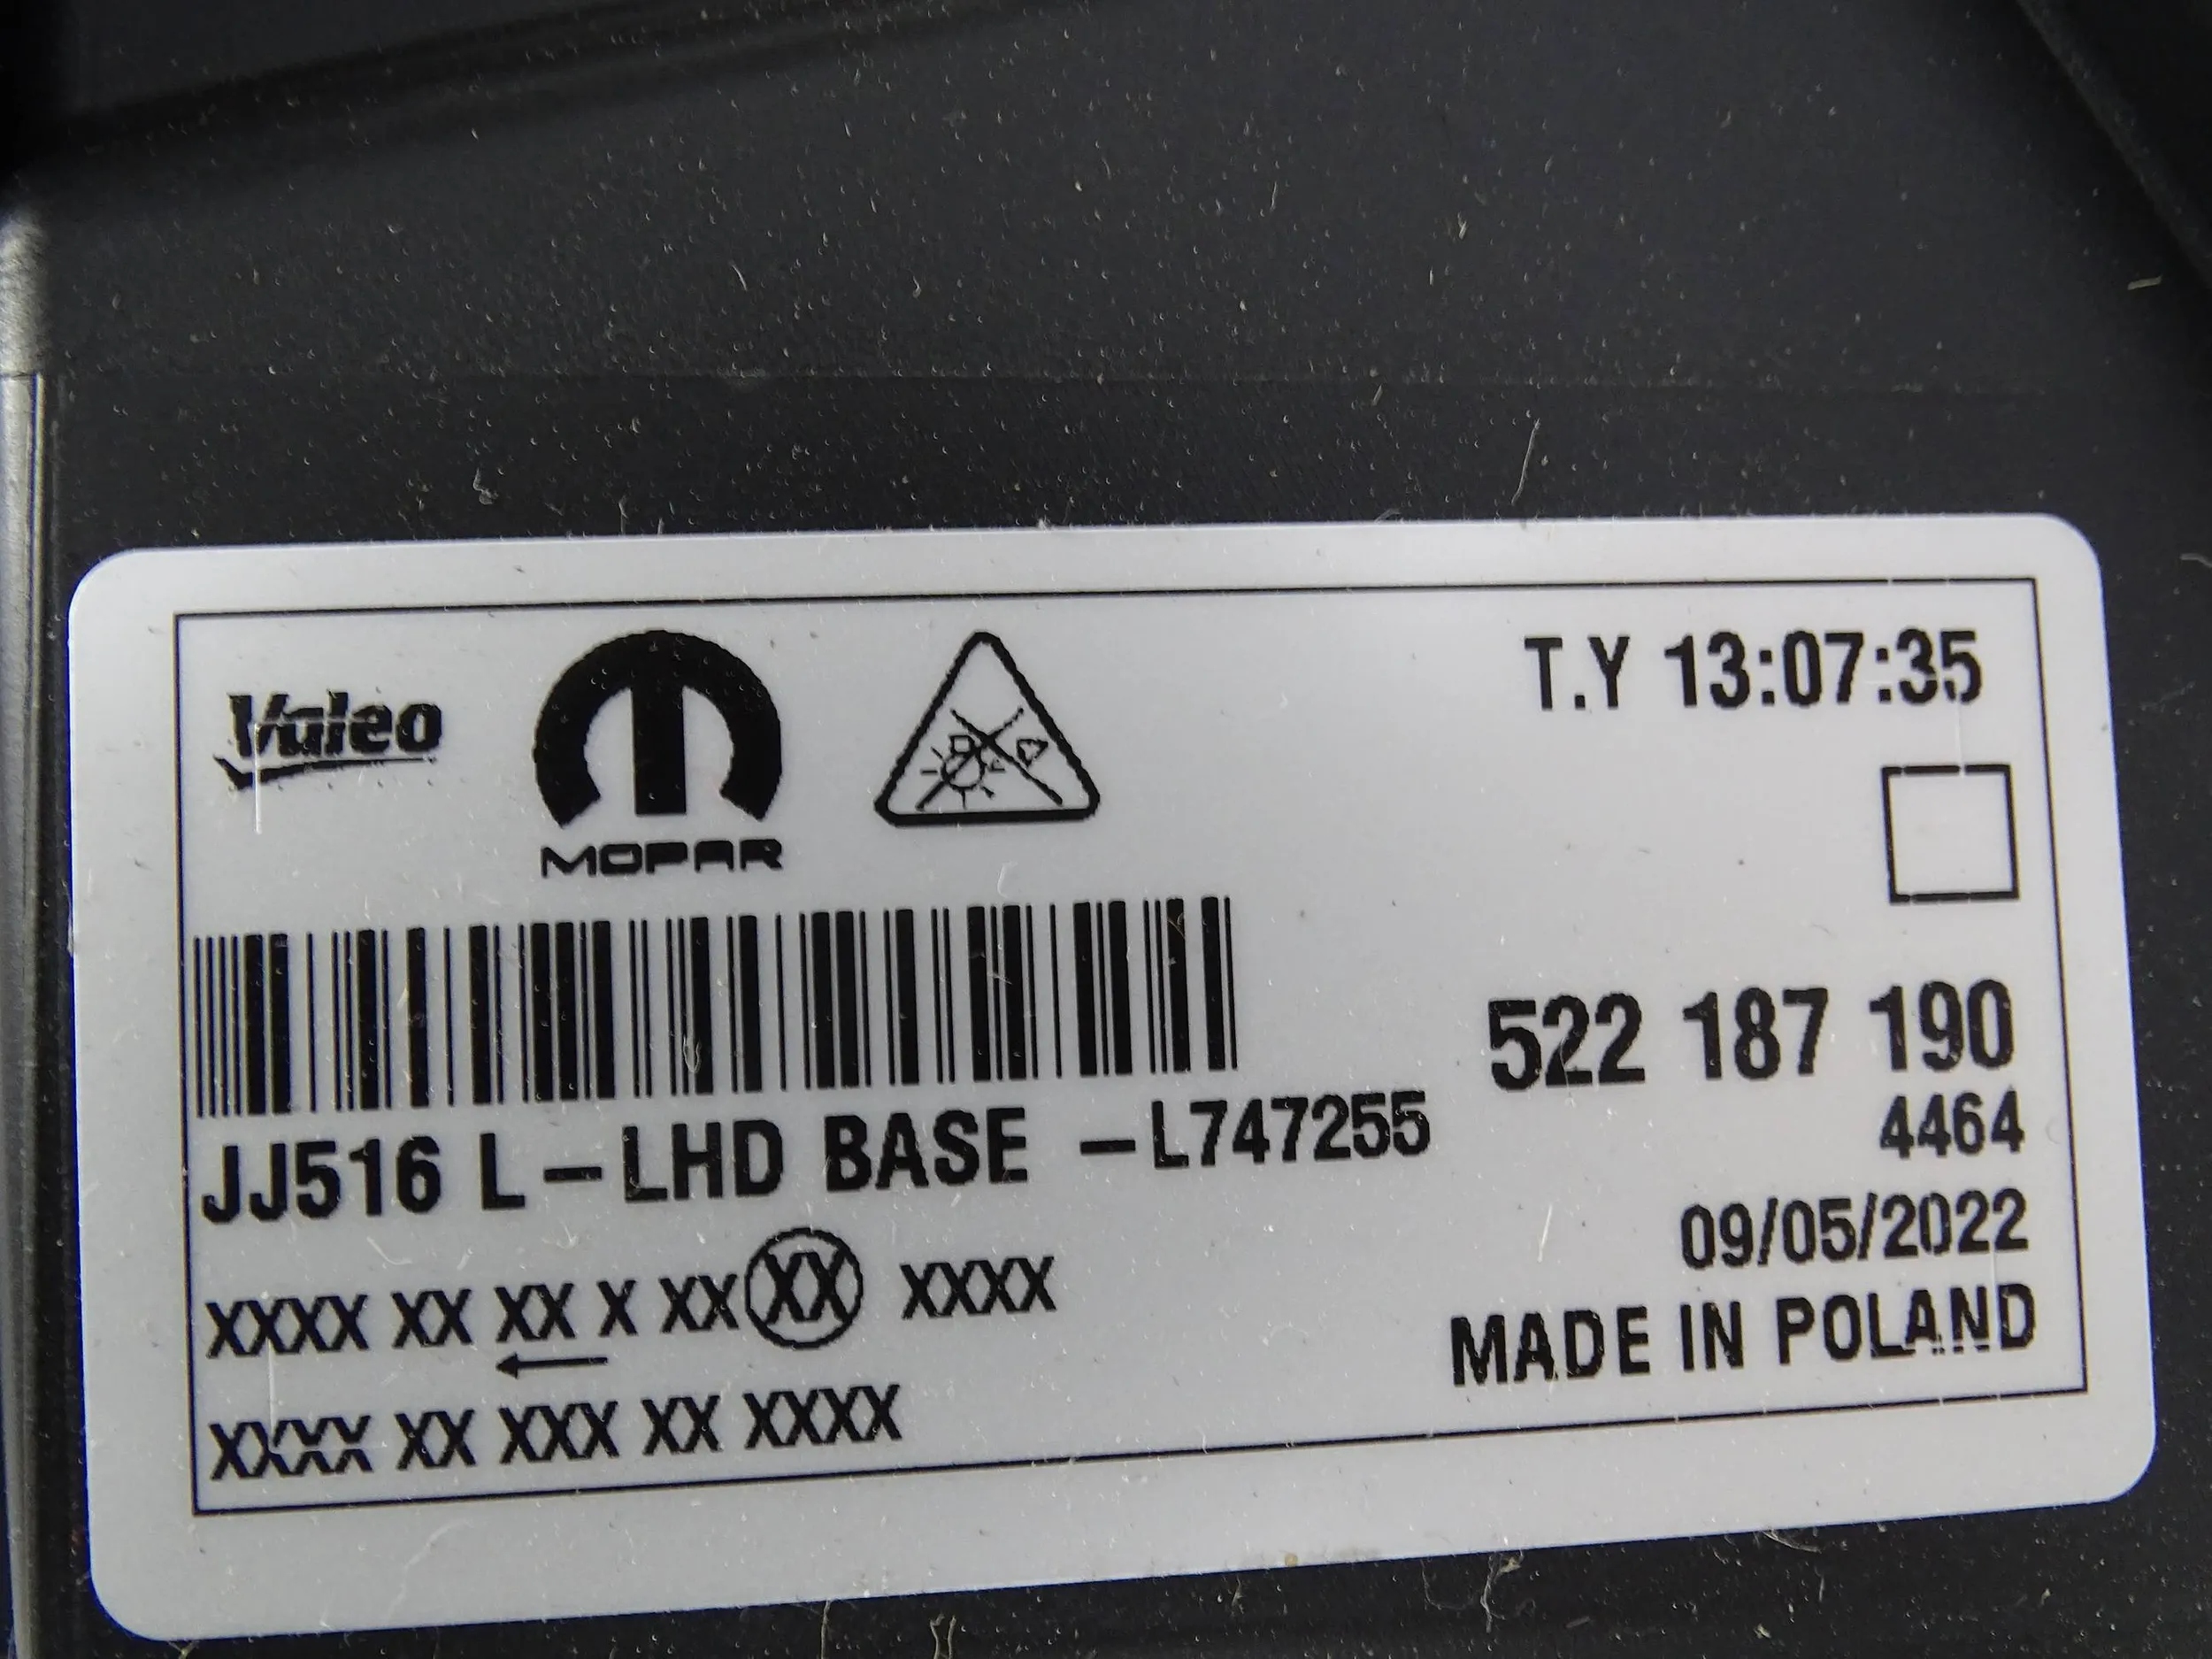 Valeo
MOPAR
T.Y 13:07:35
522 187 190
JJ516 L-LHD BASE -L747255
4464
09/05/2022
XXXX XX XX X XX XX XXXX
MADE IN POLAND
XXXX XX XXX XX XXXX